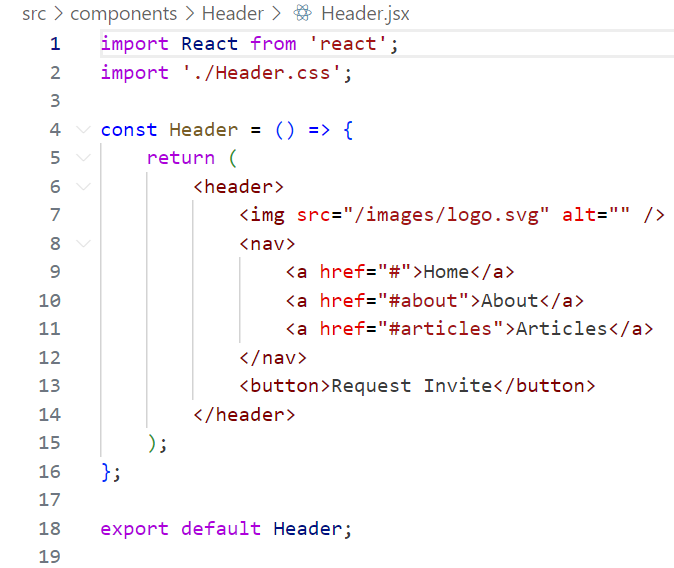 src > components > Header > Header.jsx
1 import React from 'react';
2 import './Header.css';
3
4 const Header = () => {
5     return (
6         <header>
7             <img src="/images/logo.svg" alt="" />
8             <nav>
9                 <a href="#">Home</a>
10                 <a href="#about">About</a>
11                 <a href="#articles">Articles</a>
12             </nav>
13             <button>Request Invite</button>
14         </header>
15     );
16 };
17
18 export default Header;
19